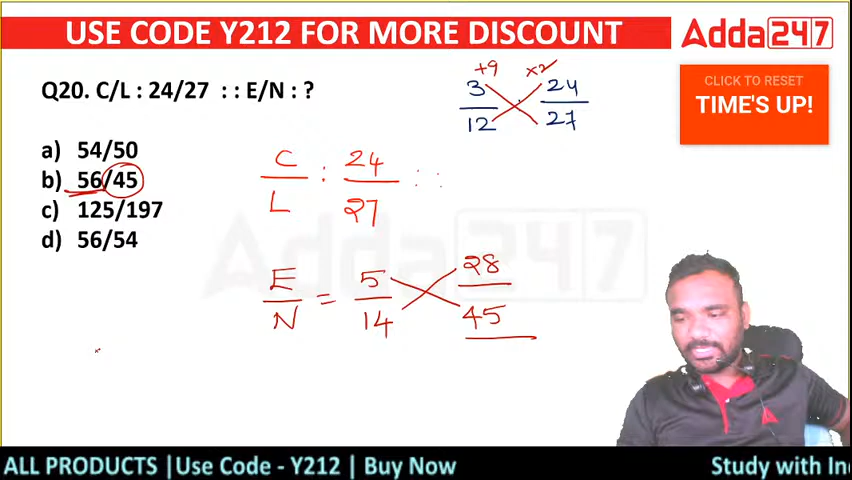 USE CODE Y212 FOR MORE DISCOUNT
Adda247
Q20. C/L : 24/27 : : E/N : ?
+9 ×2
3 24
12 27
CLICK TO RESET
TIME'S UP!
a) 54/50
b) 56/45
c) 125/197
d) 56/54
C : 24 : :
L 27
Adda247
E = 5 28
N 14 45
ALL PRODUCTS |Use Code - Y212 | Buy Now
Study with In